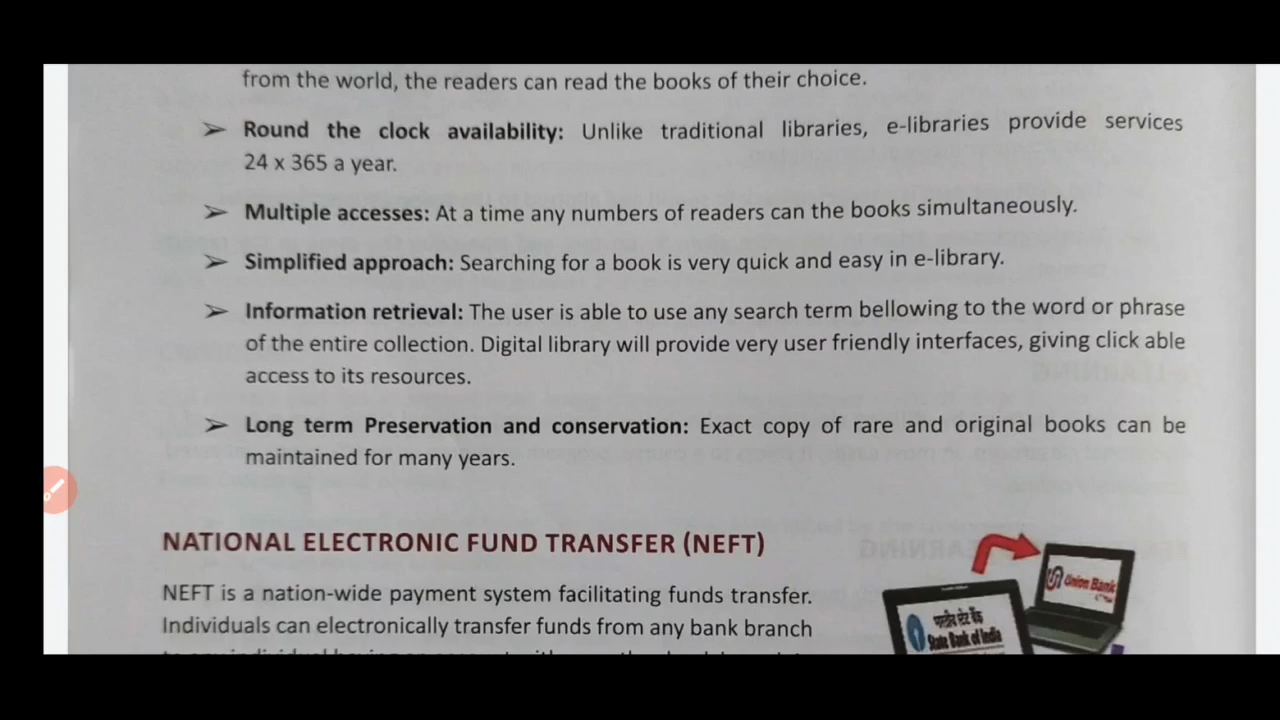 from the world, the readers can read the books of their choice.
➢ Round the clock availability: Unlike traditional libraries, e-libraries provide services
24 x 365 a year.
➢ Multiple accesses: At a time any numbers of readers can the books simultaneously.
➢ Simplified approach: Searching for a book is very quick and easy in e-library.
➢ Information retrieval: The user is able to use any search term bellowing to the word or phrase
of the entire collection. Digital library will provide very user friendly interfaces, giving click able
access to its resources.
➢ Long term Preservation and conservation: Exact copy of rare and original books can be
maintained for many years.
NATIONAL ELECTRONIC FUND TRANSFER (NEFT)
NEFT is a nation-wide payment system facilitating funds transfer.
Individuals can electronically transfer funds from any bank branch
Union Bank
भारतीय स्टेट बैंक
State Bank of India